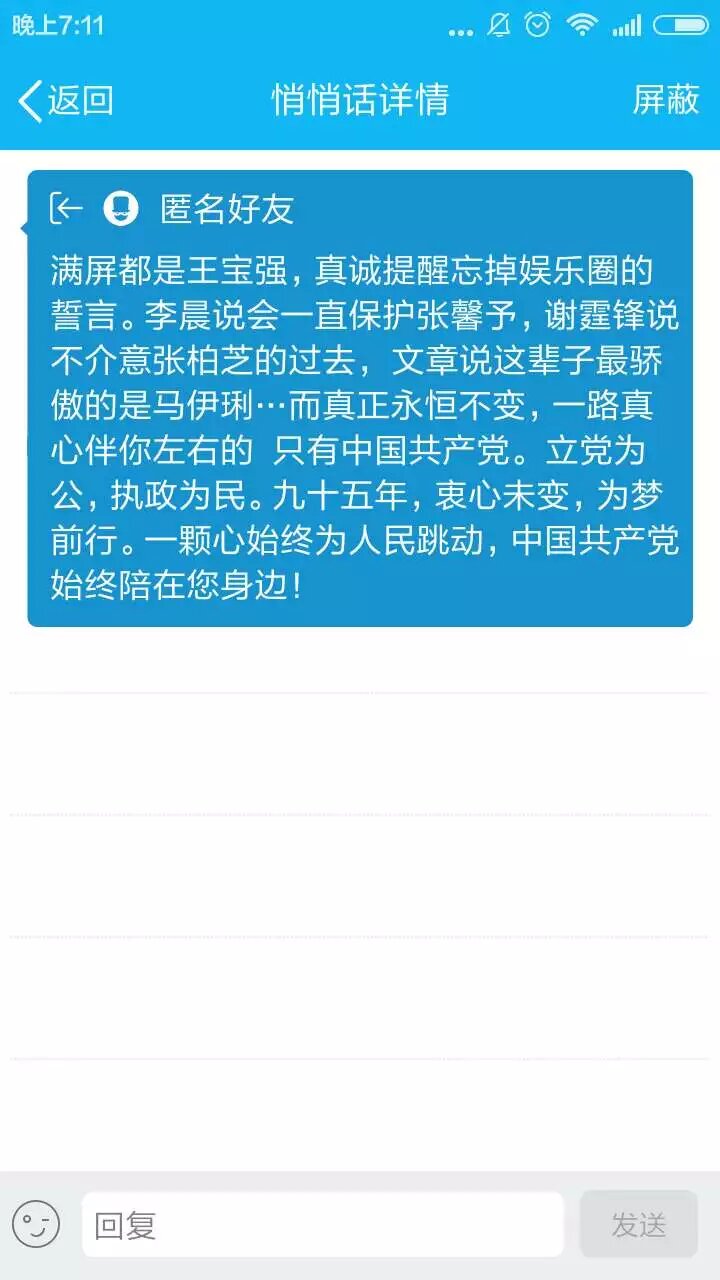 晚上7:11
返回
悄悄话详情
屏蔽
匿名好友
满屏都是王宝强，真诚提醒忘掉娱乐圈的
誓言。李晨说会一直保护张馨予，谢霆锋说
不介意张柏芝的过去，文章说这辈子最骄
傲的是马伊琍…而真正永恒不变，一路真
心伴你左右的 只有中国共产党。立党为
公，执政为民。九十五年，衷心未变，为梦
前行。一颗心始终为人民跳动，中国共产党
始终陪在您身边！
回复
发送